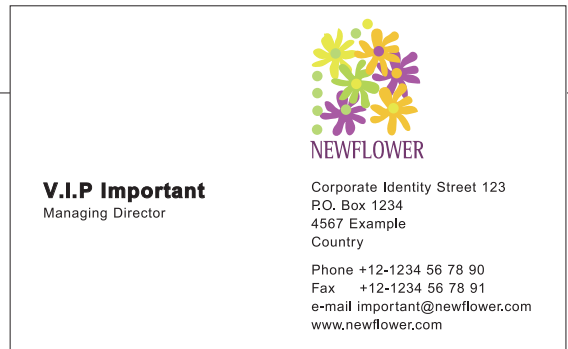 NEWFLOWER
V.I.P Important
Managing Director
Corporate Identity Street 123
P.O. Box 1234
4567 Example
Country
Phone +12-1234 56 78 90
Fax +12-1234 56 78 91
e-mail important@newflower.com
www.newflower.com